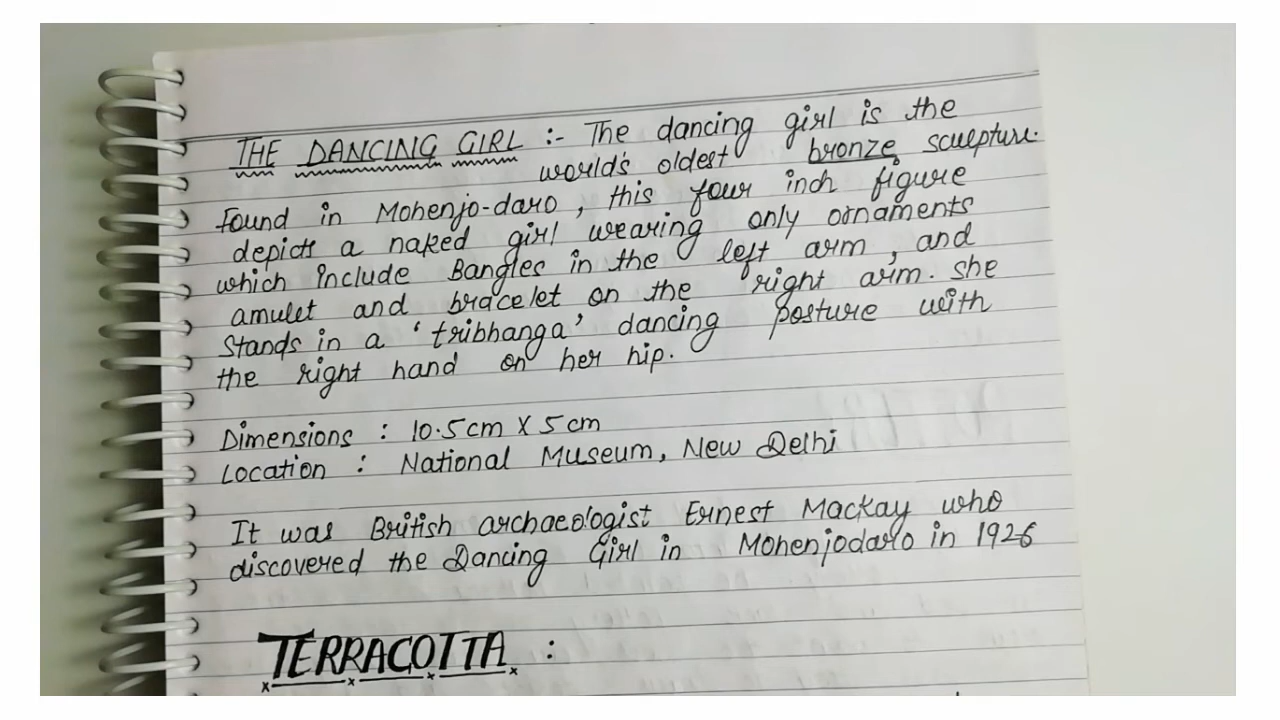 THE DANCING GIRL :- The dancing girl is the
world's oldest bronze sculpture.
Found in Mohenjo-daro, this four inch figure
depicts a naked girl wearing only ornaments
which include Bangles in the left arm, and
amulet and bracelet on the right arm. she
stands in a 'tribhanga' dancing posture with
the right hand on her hip.
Dimensions : 10.5cm X 5cm
Location : National Museum, New Delhi
It was British archaeologist Ernest Mackay who
discovered the Dancing Girl in Mohenjodaro in 1926
TERRACOTTA :